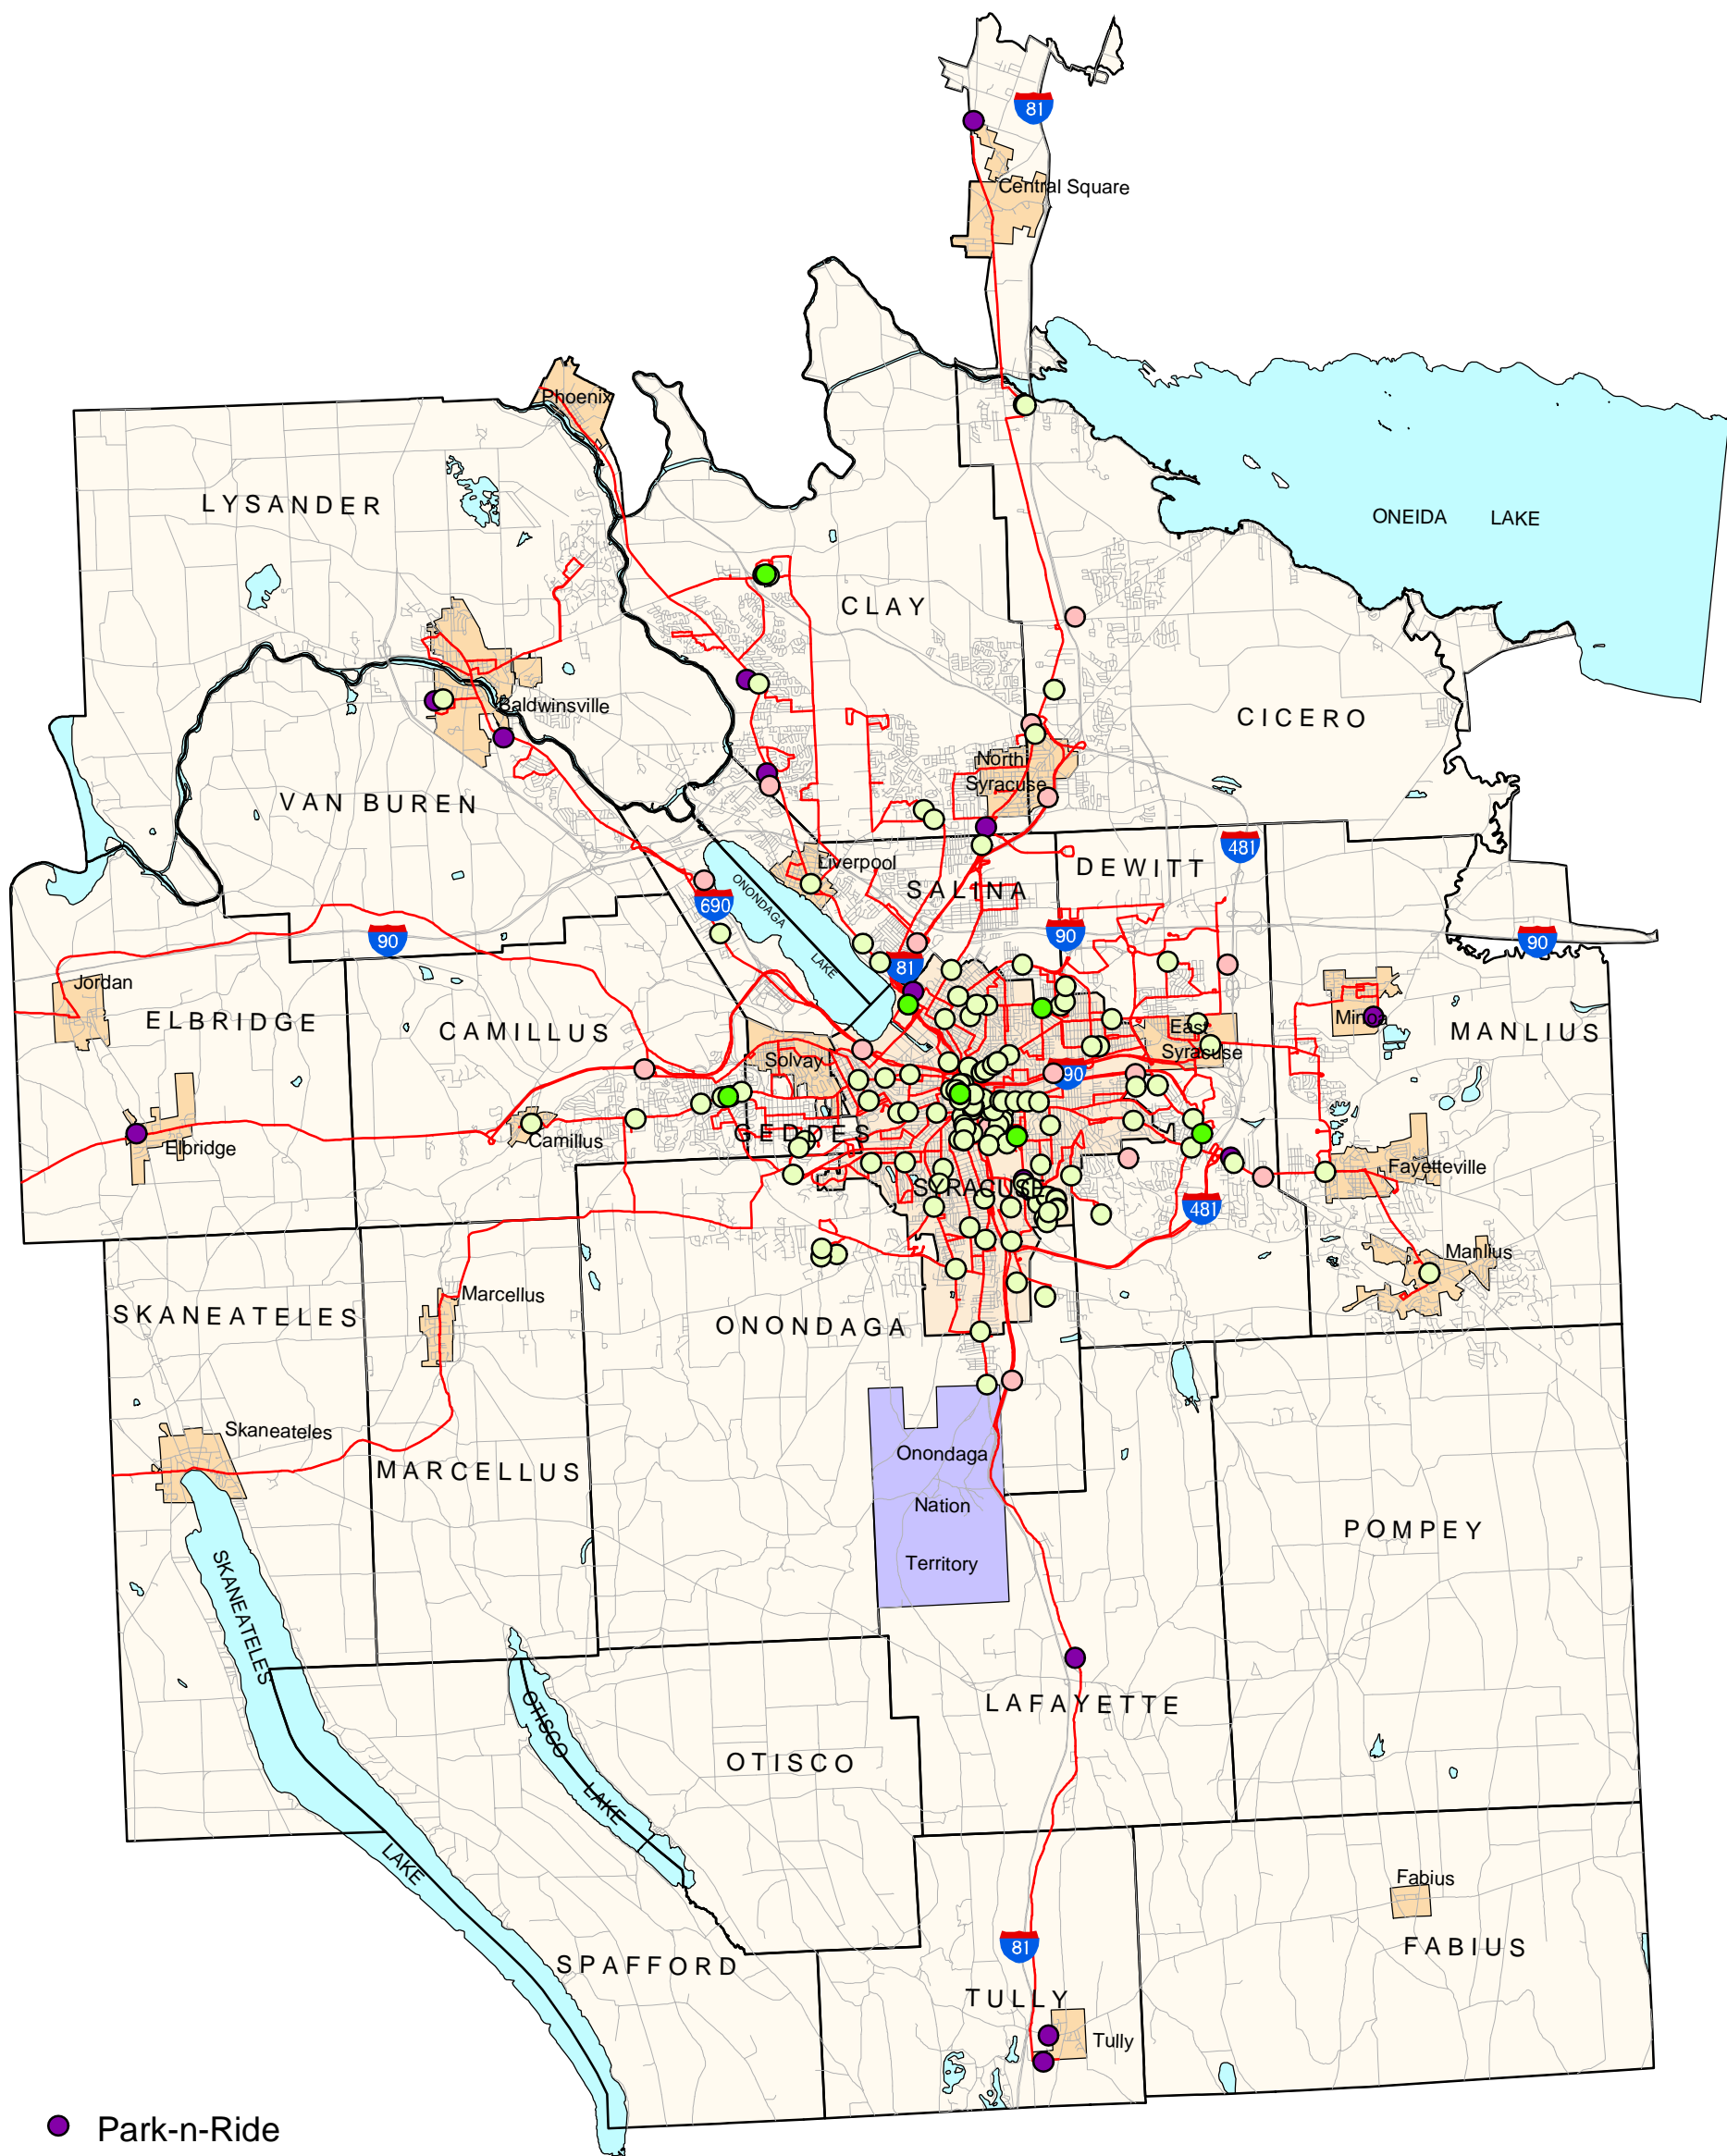 81
Central Square
Phoenix
LYSANDER
ONEIDA LAKE
CLAY
Baldwinsville
CICERO
North
Syracuse
VAN BUREN
481
Liverpool
DEWITT
SALINA
ONONDAGA
LAKE
690
90
90
90
81
Jordan
ELBRIDGE
CAMILLUS
Minoa
MANLIUS
East
Syracuse
Solvay
90
Camillus
GEDDES
Elbridge
Fayetteville
SYRACUSE
481
Manlius
Marcellus
SKANEATELES
ONONDAGA
Skaneateles
MARCELLUS
Onondaga
Nation
Territory
POMPEY
SKANEATELES
LAKE
LAFAYETTE
OTISCO
LAKE
OTISCO
Fabius
FABIUS
81
SPAFFORD
TULLY
Tully
Park-n-Ride